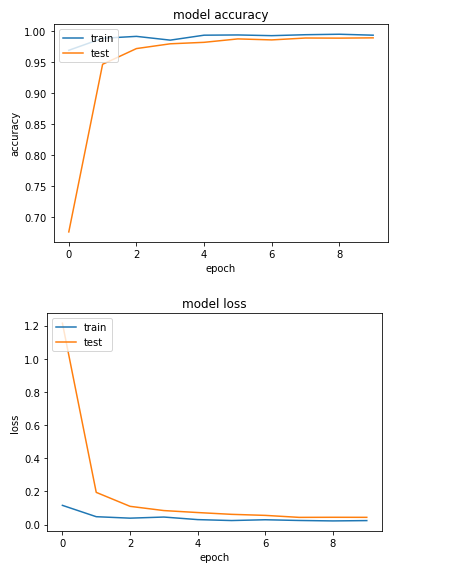 model accuracy
1.00
0.95
0.90
0.85
0.80
0.75
0.70
accuracy
train
test
0 2 4 6 8
epoch
model loss
1.2
1.0
0.8
0.6
0.4
0.2
0.0
loss
train
test
0 2 4 6 8
epoch